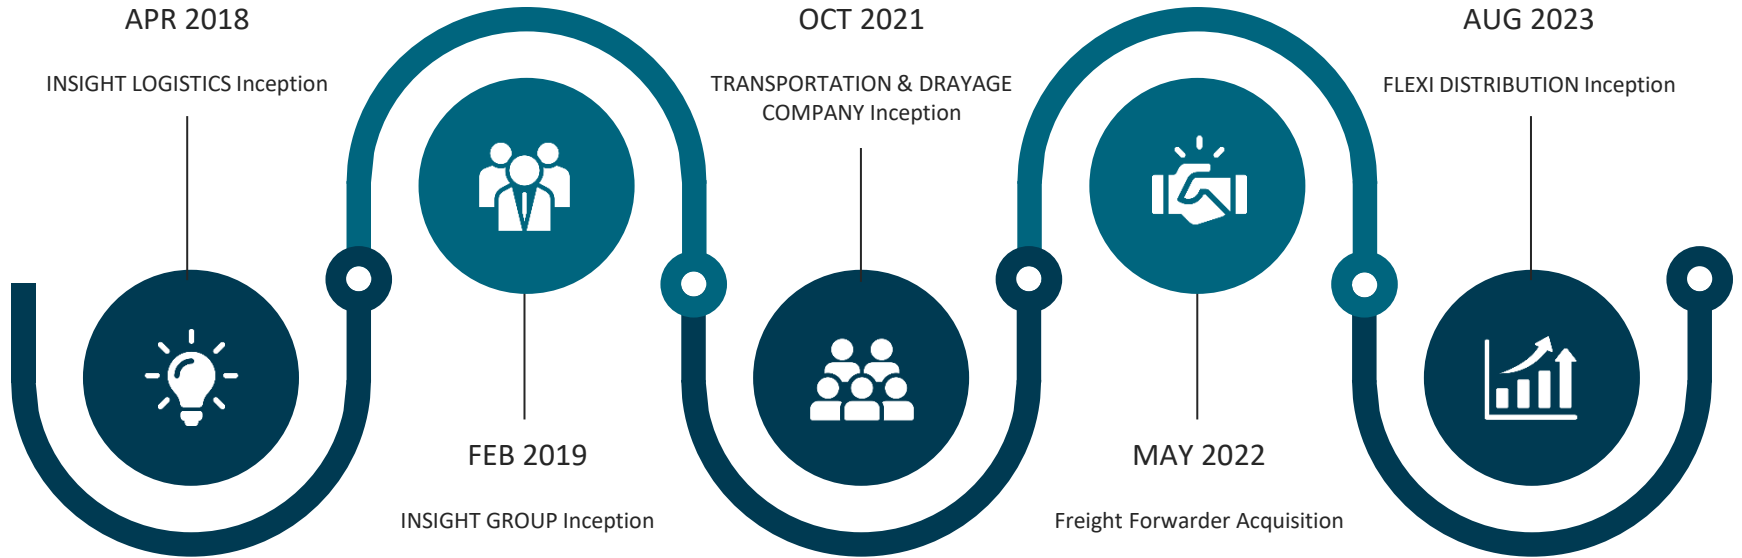 APR 2018
INSIGHT LOGISTICS Inception
FEB 2019
INSIGHT GROUP Inception
OCT 2021
TRANSPORTATION & DRAYAGE
COMPANY Inception
MAY 2022
Freight Forwarder Acquisition
AUG 2023
FLEXI DISTRIBUTION Inception